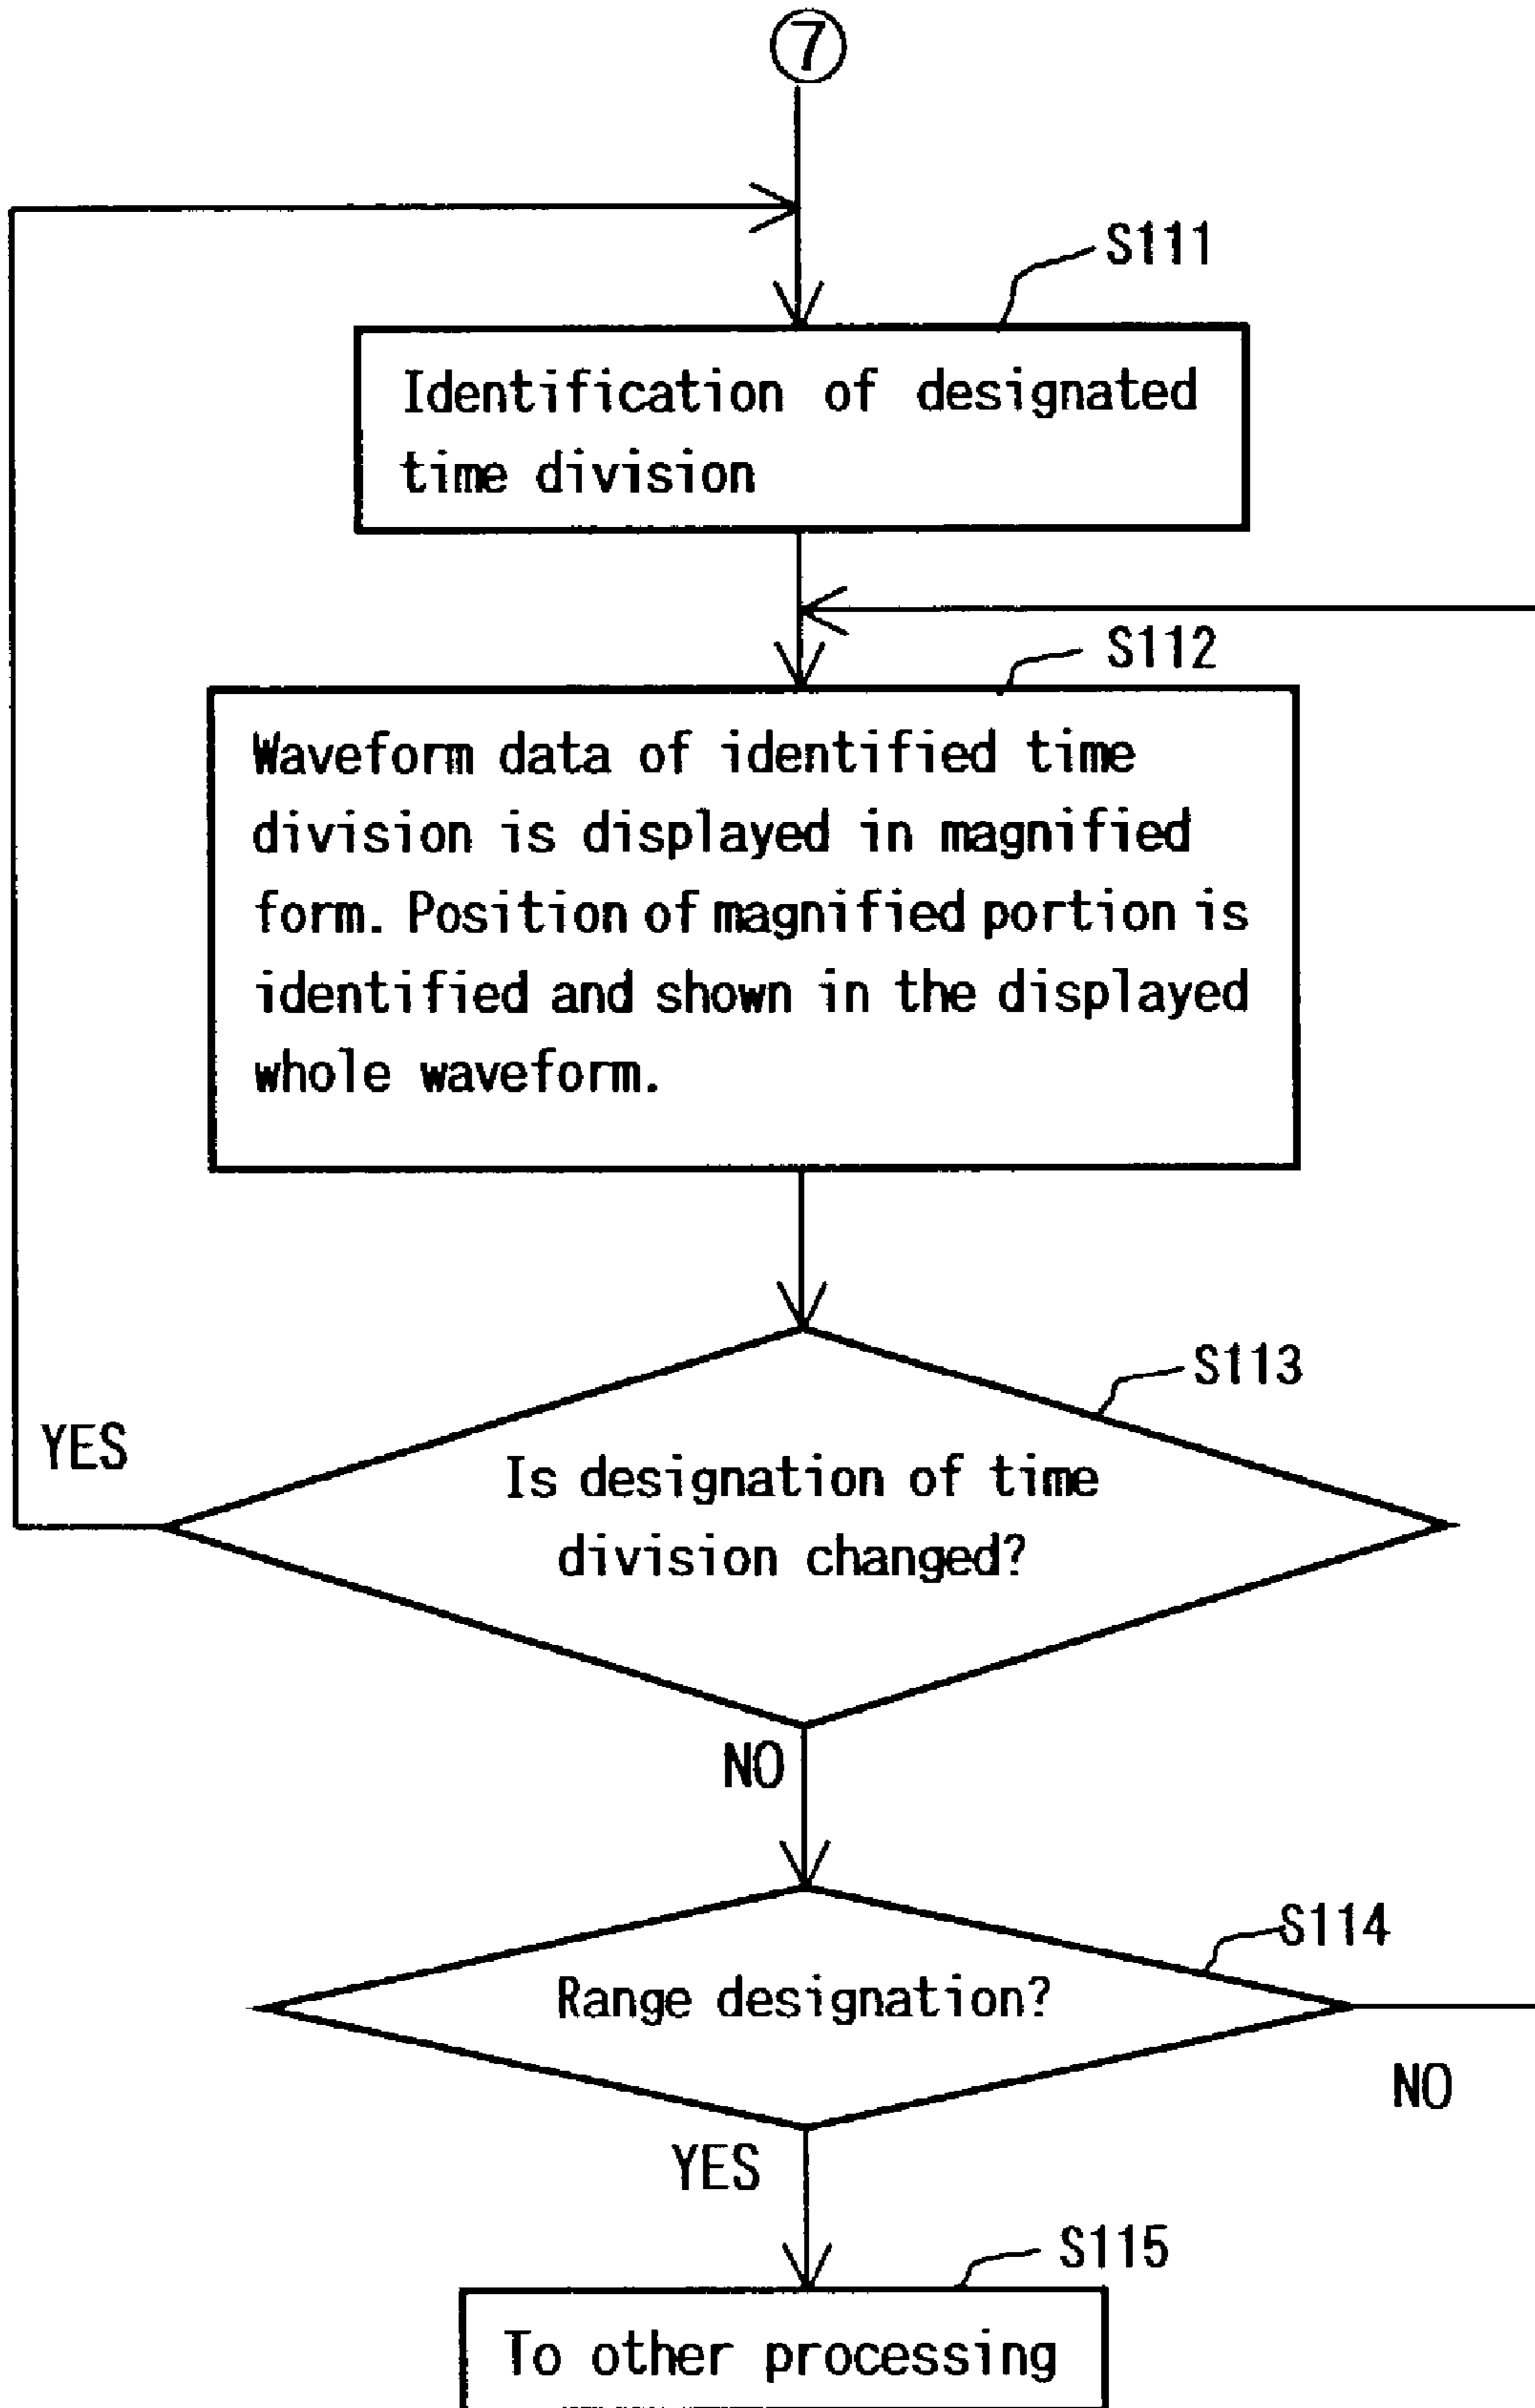 7
S111
Identification of designated
time division
S112
Waveform data of identified time
division is displayed in magnified
form. Position of magnified portion is
identified and shown in the displayed
whole waveform.
S113
YES
Is designation of time
division changed?
NO
S114
Range designation?
NO
YES
S115
To other processing